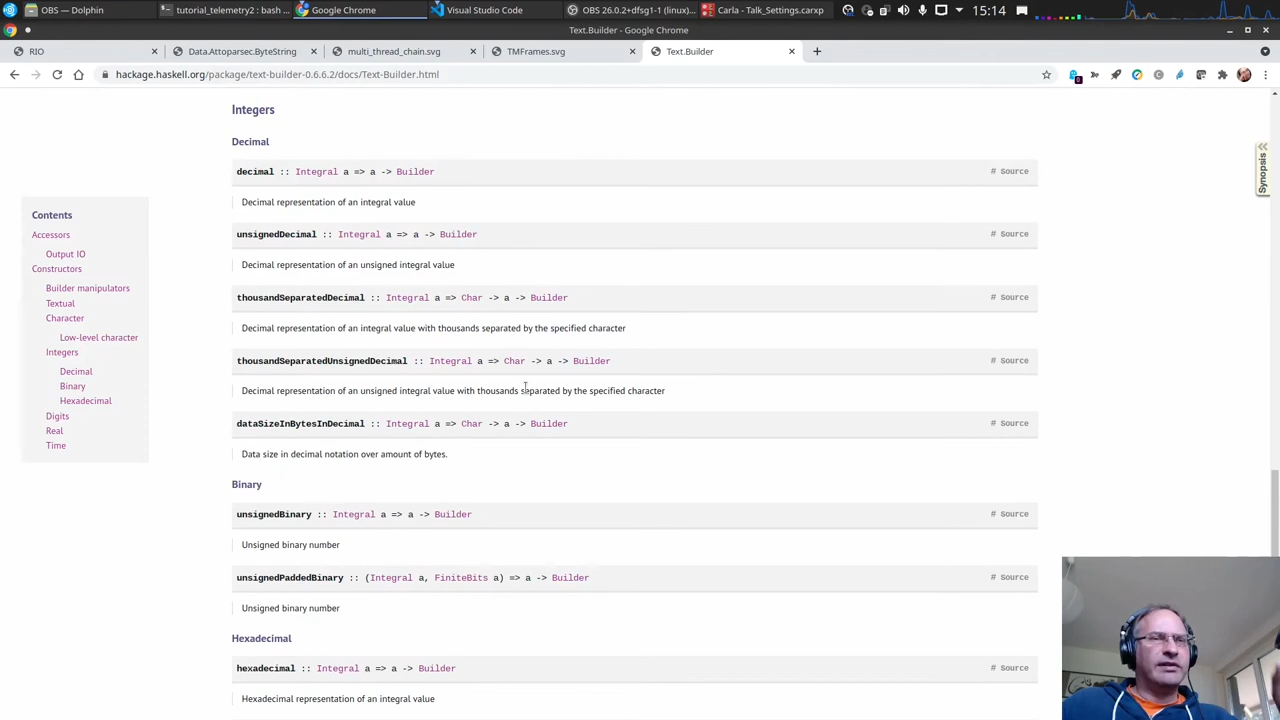 OBS — Dolphin
tutorial_telemetry2 : bash ...
Google Chrome
Visual Studio Code
OBS 26.0.2+dfsg1-1 (linux)...
Carla - Talk_Settings.carxp
15:14
Text.Builder - Google Chrome
RIO
Data.Attoparsec.ByteString
multi_thread_chain.svg
TMFrames.svg
Text.Builder
hackage.haskell.org/package/text-builder-0.6.6.2/docs/Text-Builder.html
Integers
Decimal
decimal :: Integral a => a -> Builder
# Source
Decimal representation of an integral value
unsignedDecimal :: Integral a => a -> Builder
# Source
Decimal representation of an unsigned integral value
thousandSeparatedDecimal :: Integral a => Char -> a -> Builder
# Source
Decimal representation of an integral value with thousands separated by the specified character
thousandSeparatedUnsignedDecimal :: Integral a => Char -> a -> Builder
# Source
Decimal representation of an unsigned integral value with thousands separated by the specified character
dataSizeInBytesInDecimal :: Integral a => Char -> a -> Builder
# Source
Data size in decimal notation over amount of bytes.
Binary
unsignedBinary :: Integral a => a -> Builder
# Source
Unsigned binary number
unsignedPaddedBinary :: (Integral a, FiniteBits a) => a -> Builder
# Source
Unsigned binary number
Hexadecimal
hexadecimal :: Integral a => a -> Builder
# Source
Hexadecimal representation of an integral value
Contents
Accessors
Output IO
Constructors
Builder manipulators
Textual
Character
Low-level character
Integers
Decimal
Binary
Hexadecimal
Digits
Real
Time
Synopsis